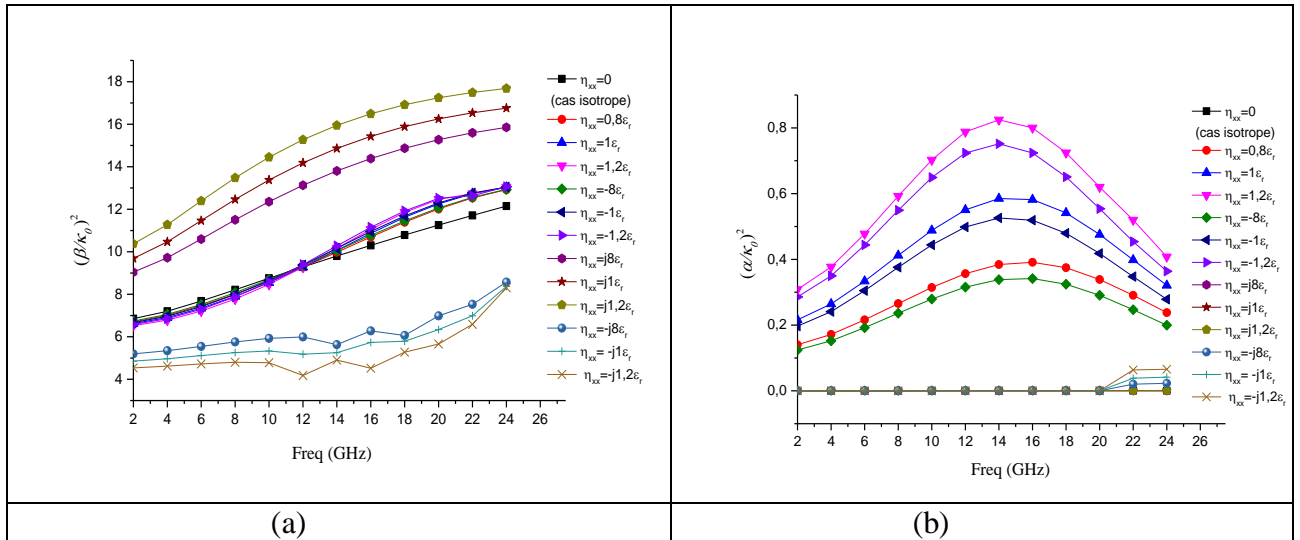 18
16
14
12
10
8
6
4
(β/κ₀)²
2 4 6 8 10 12 14 16 18 20 22 24 26
Freq (GHz)
ηxx=0
(cas isotrope)
ηxx=0,8εr
ηxx=1εr
ηxx=1,2εr
ηxx=-8εr
ηxx=-1εr
ηxx=-1,2εr
ηxx=j8εr
ηxx=j1εr
ηxx=j1,2εr
ηxx=-j8εr
ηxx= -j1εr
ηxx=-j1,2εr
(a)
0,8
0,6
0,4
0,2
0,0
(α/κ₀)²
2 4 6 8 10 12 14 16 18 20 22 24 26
Freq (GHz)
ηxx=0
(cas isotrope)
ηxx=0,8εr
ηxx=1εr
ηxx=1,2εr
ηxx=-8εr
ηxx=-1εr
ηxx=-1,2εr
ηxx=j8εr
ηxx=j1εr
ηxx=j1,2εr
ηxx=-j8εr
ηxx= -j1εr
ηxx=-j1,2εr
(b)